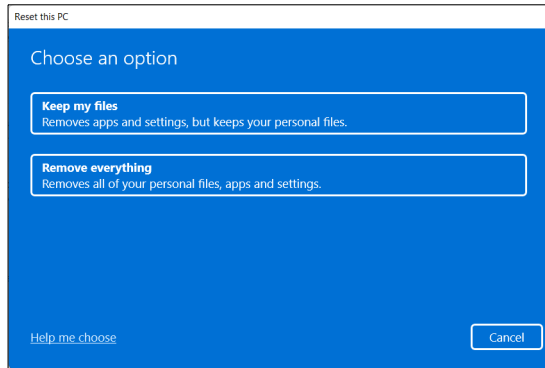 Reset this PC
Choose an option
Keep my files
Removes apps and settings, but keeps your personal files.
Remove everything
Removes all of your personal files, apps and settings.
Help me choose
Cancel